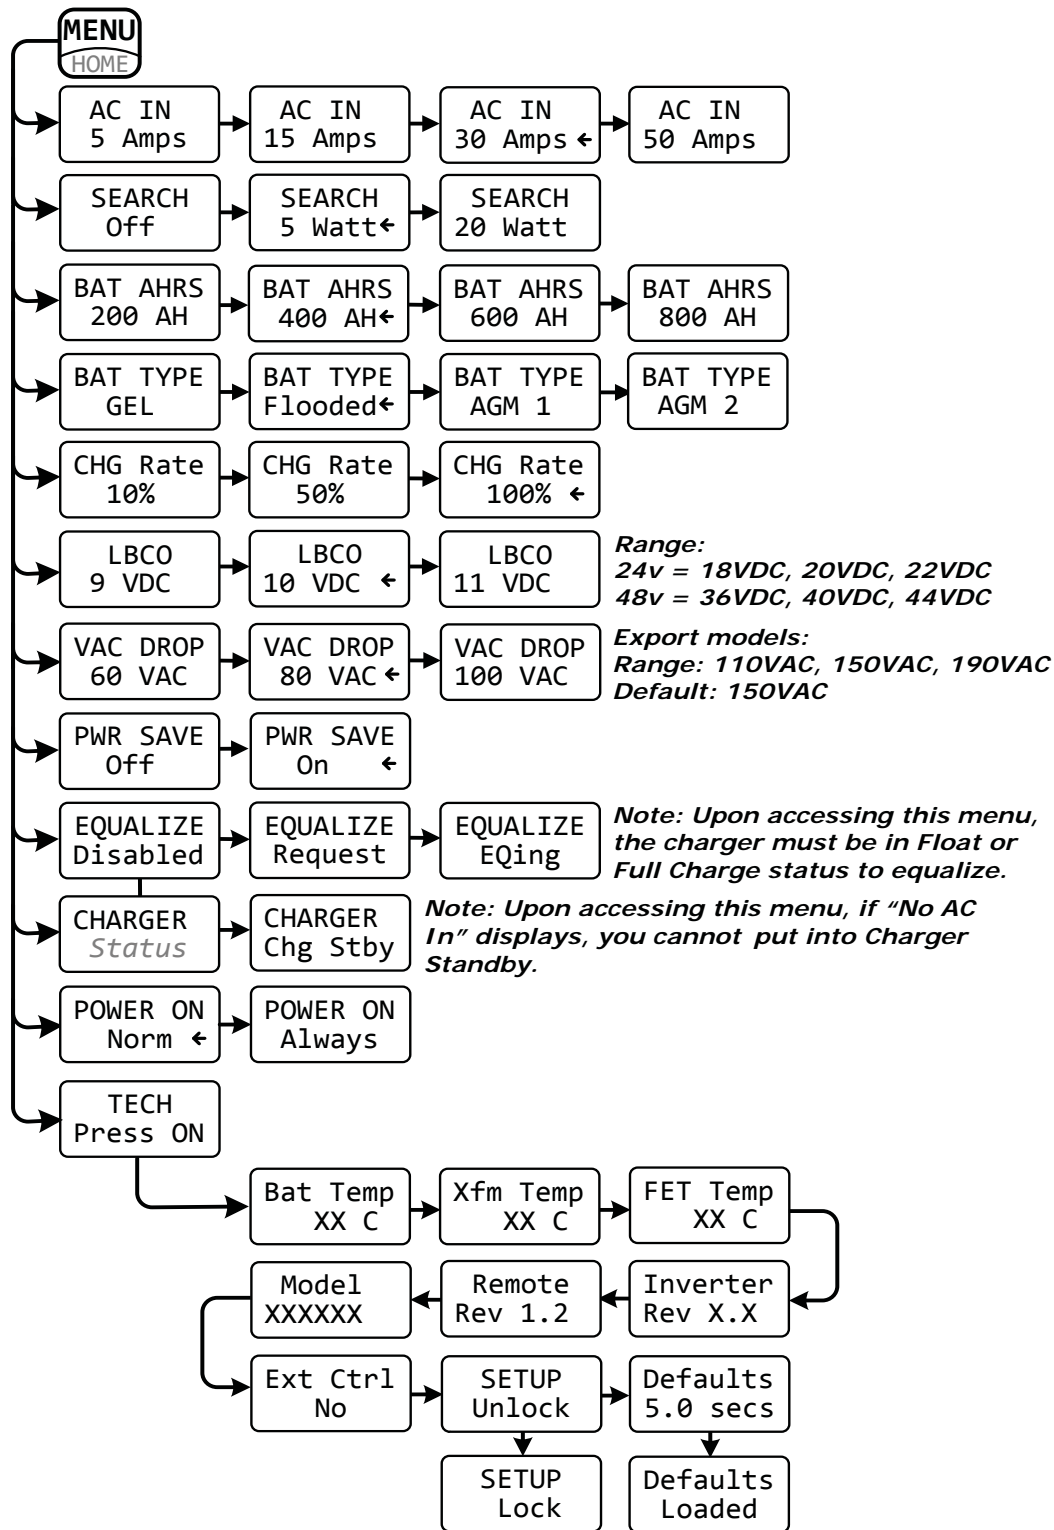 MENU
HOME
AC IN
5 Amps
AC IN
15 Amps
AC IN
30 Amps ←
AC IN
50 Amps
SEARCH
Off
SEARCH
5 Watt←
SEARCH
20 Watt
BAT AHRS
200 AH
BAT AHRS
400 AH←
BAT AHRS
600 AH
BAT AHRS
800 AH
BAT TYPE
GEL
BAT TYPE
Flooded←
BAT TYPE
AGM 1
BAT TYPE
AGM 2
CHG Rate
10%
CHG Rate
50%
CHG Rate
100% ←
LBCO
9 VDC
LBCO
10 VDC ←
LBCO
11 VDC
Range:
24v = 18VDC, 20VDC, 22VDC
48v = 36VDC, 40VDC, 44VDC
VAC DROP
60 VAC
VAC DROP
80 VAC ←
VAC DROP
100 VAC
Export models:
Range: 110VAC, 150VAC, 190VAC
Default: 150VAC
PWR SAVE
Off
PWR SAVE
On ←
EQUALIZE
Disabled
EQUALIZE
Request
EQUALIZE
EQing
Note: Upon accessing this menu,
the charger must be in Float or
Full Charge status to equalize.
CHARGER
Status
CHARGER
Chg Stby
Note: Upon accessing this menu, if “No AC
In” displays, you cannot put into Charger
Standby.
POWER ON
Norm ←
POWER ON
Always
TECH
Press ON
Bat Temp
XX C
Xfm Temp
XX C
FET Temp
XX C
Model
XXXXXX
Remote
Rev 1.2
Inverter
Rev X.X
Ext Ctrl
No
SETUP
Unlock
Defaults
5.0 secs
SETUP
Lock
Defaults
Loaded